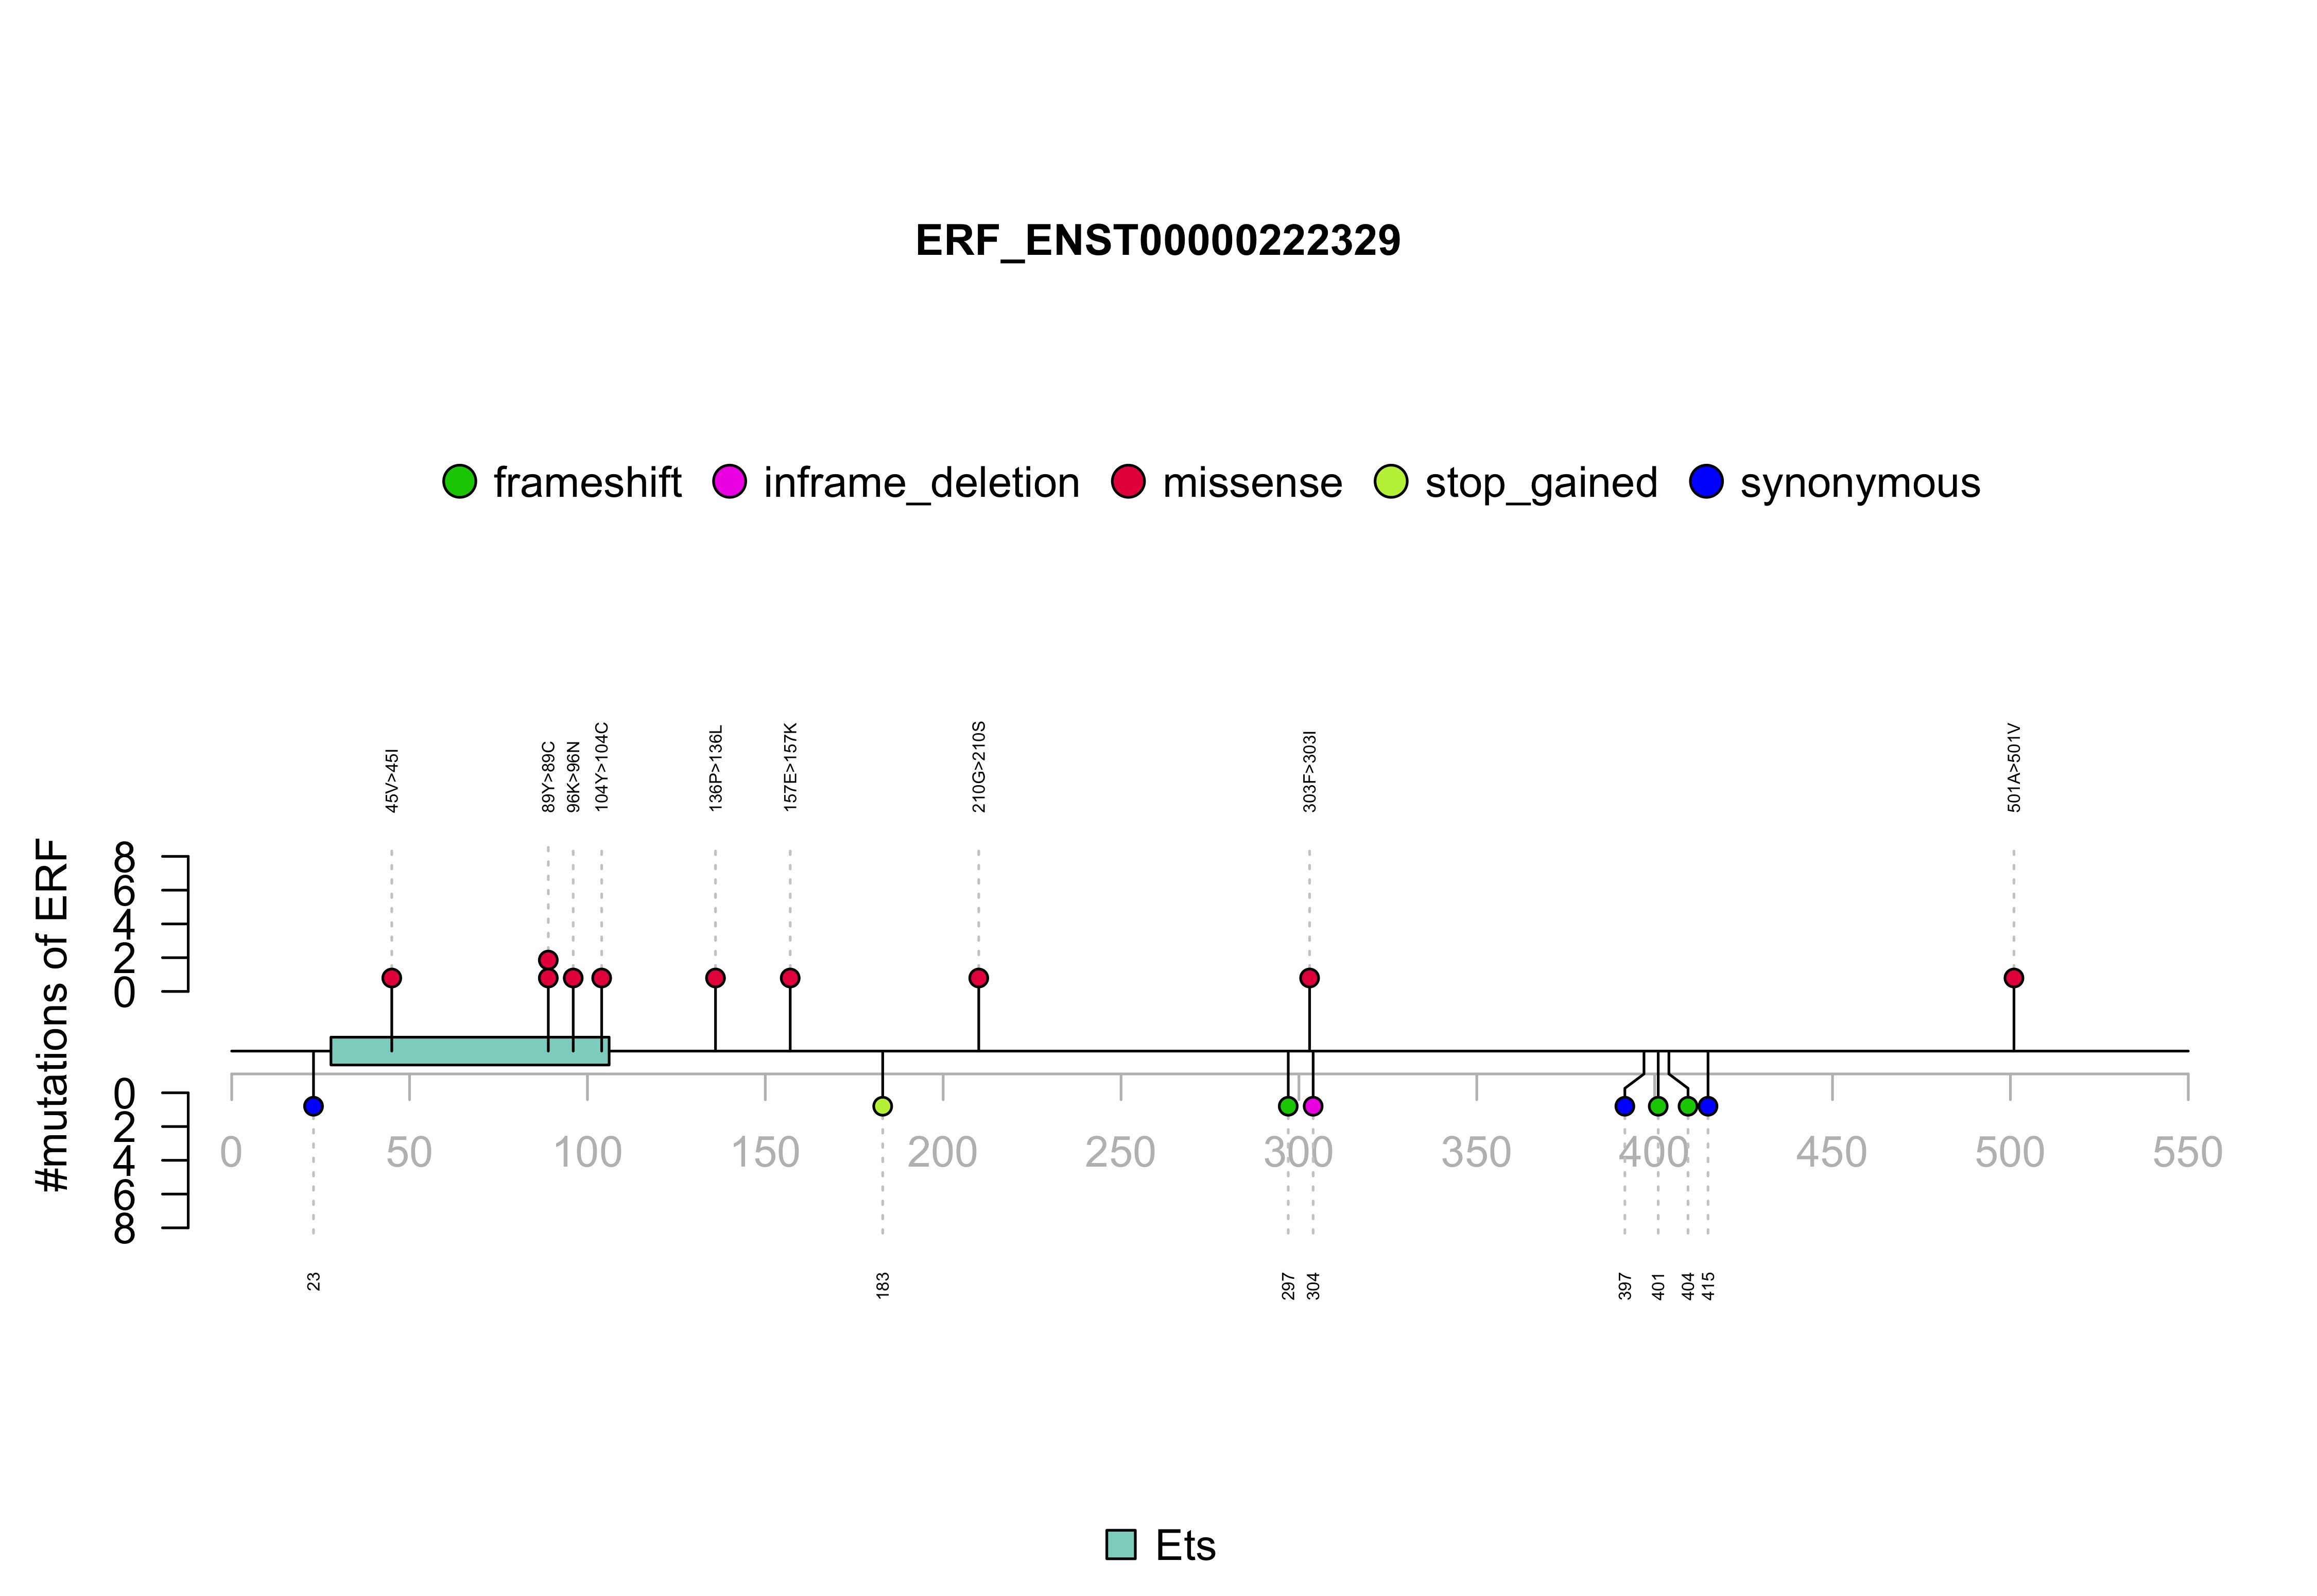 ERF_ENST00000222329
frameshift inframe_deletion missense stop_gained synonymous
45V>45I 89Y>89C 96K>96N 104Y>104C 136P>136L 157E>157K 210G>210S 303F>303I 501A>501V
#mutations of ERF
8
6
4
2
0
0
2
4
6
8
0 50 100 150 200 250 300 350 400 450 500 550
23 183 297 304 397 401 404 415
Ets